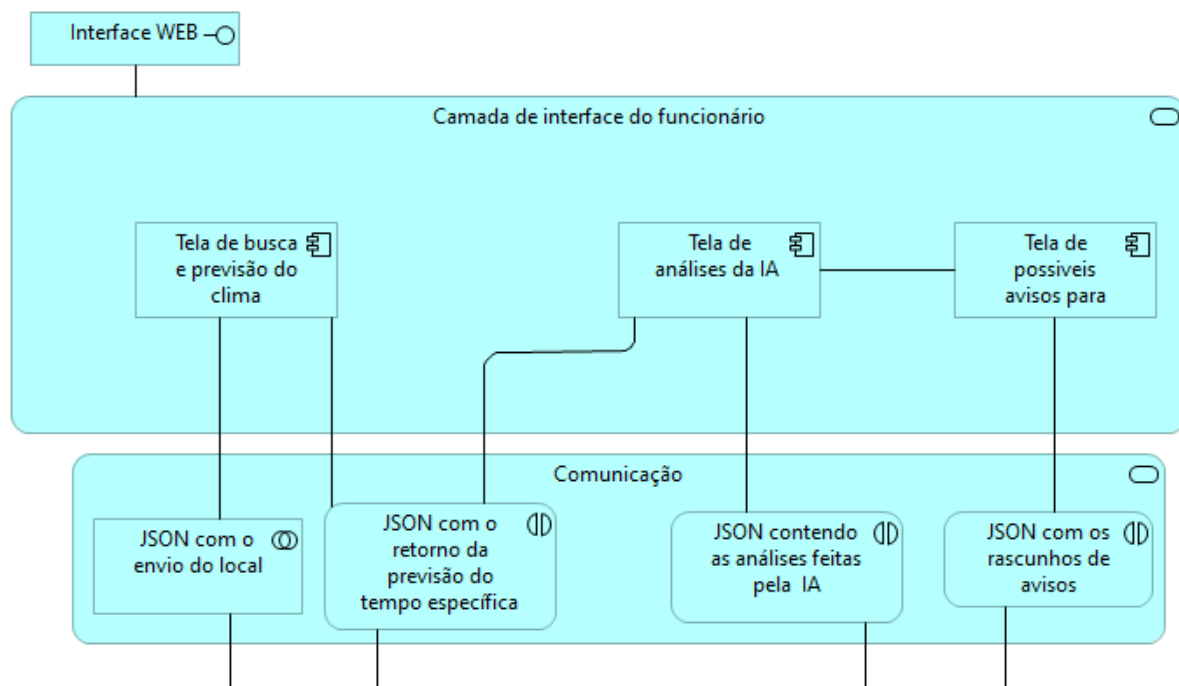 Interface WEB
Camada de interface do funcionário
Tela de busca
e previsão do
clima
Tela de
análises da IA
Tela de
possiveis
avisos para
Comunicação
JSON com o
envio do local
JSON com o
retorno da
previsão do
tempo específica
JSON contendo
as análises feitas
pela IA
JSON com os
rascunhos de
avisos